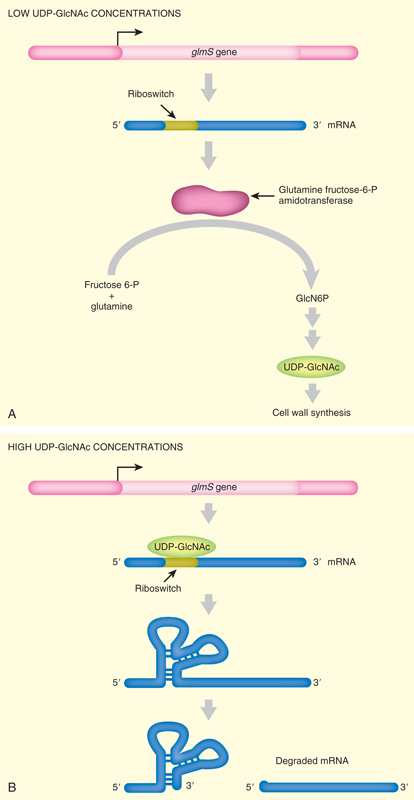 LOW UDP-GlcNAc CONCENTRATIONS
glmS gene
Riboswitch
5′
3′ mRNA
Glutamine fructose-6-P
amidotransferase
Fructose 6-P
+
glutamine
GlcN6P
UDP-GlcNAc
Cell wall synthesis
A
HIGH UDP-GlcNAc CONCENTRATIONS
glmS gene
UDP-GlcNAc
5′
3′ mRNA
Riboswitch
5′
3′
Degraded mRNA
5′
3′
5′
3′
B